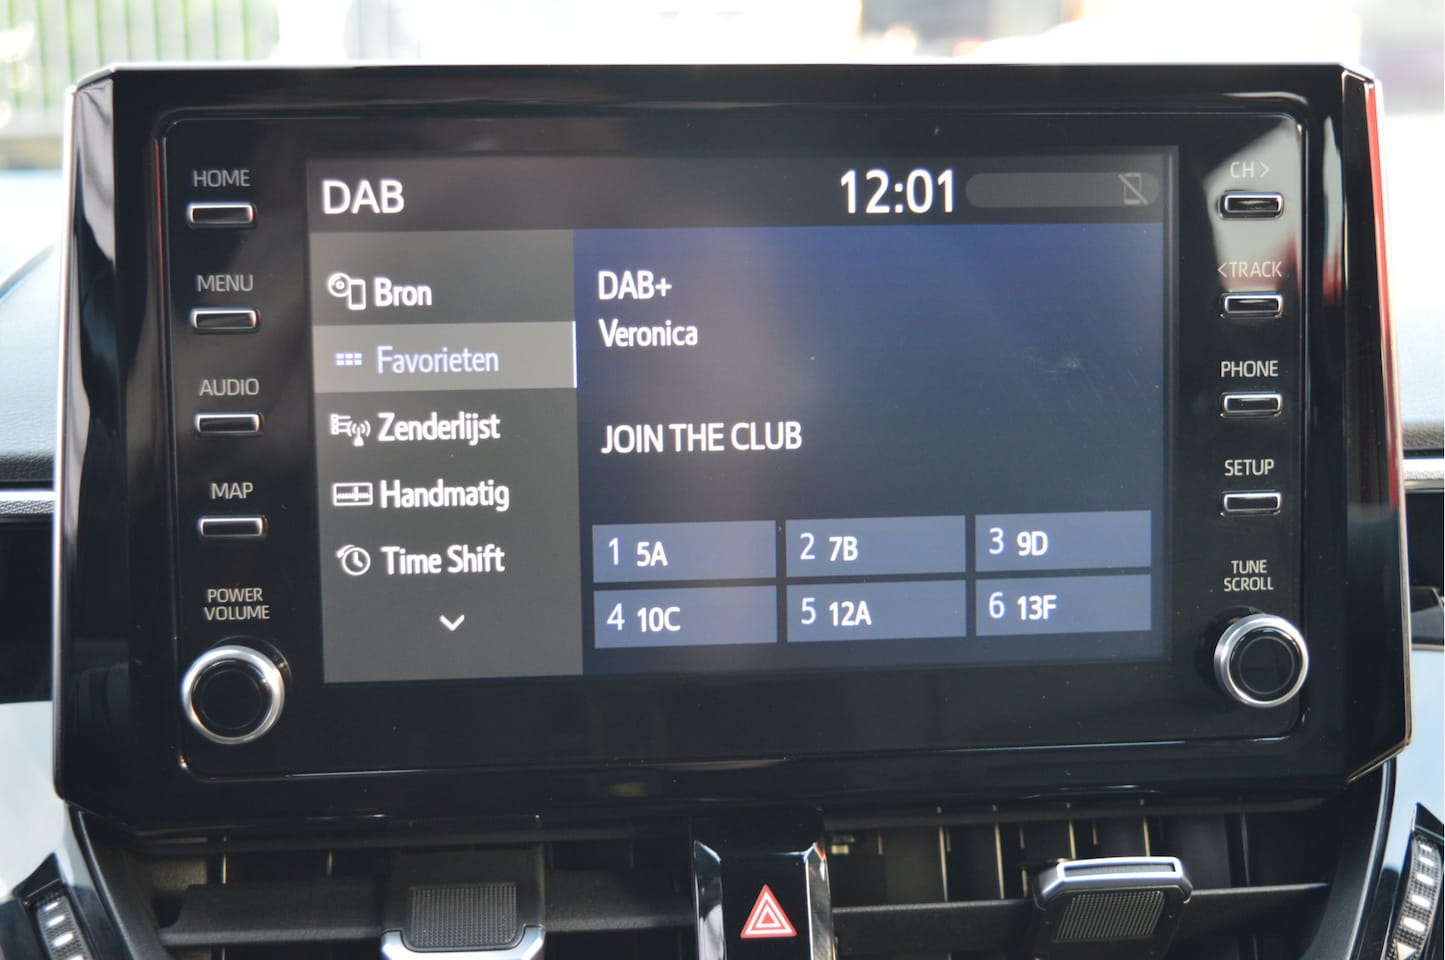 HOME
MENU
AUDIO
MAP
POWER
VOLUME
DAB
12:01
Bron
Favorieten
Zenderlijst
Handmatig
Time Shift
DAB+
Veronica
JOIN THE CLUB
1 5A
2 7B
3 9D
4 10C
5 12A
6 13F
CH >
< TRACK
PHONE
SETUP
TUNE
SCROLL